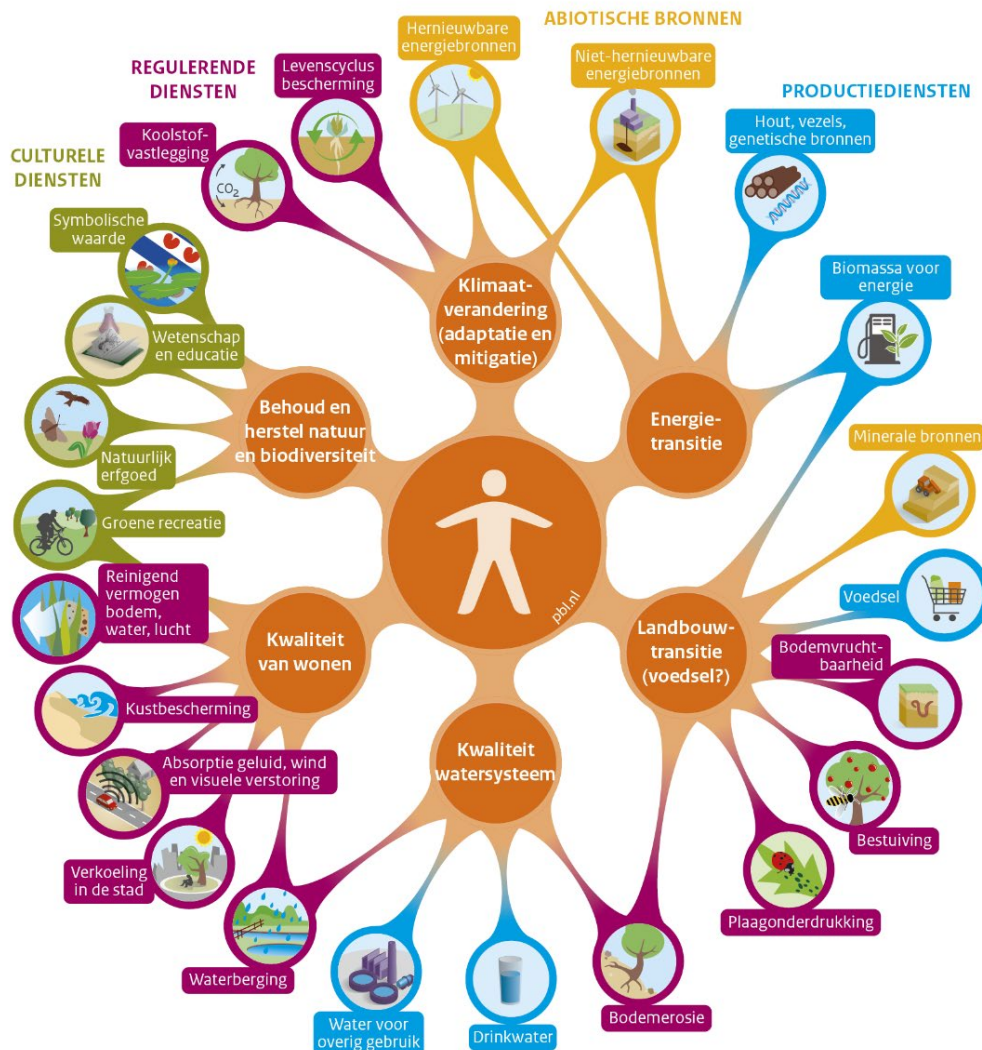 ABIOTISCHE BRONNEN
Hernieuwbare
energiebronnen
Niet-hernieuwbare
energiebronnen
REGULERENDE
DIENSTEN
Levenscyclus
bescherming
Koolstof-
vastlegging
CO2
PRODUCTIEDIENSTEN
Hout, vezels,
genetische bronnen
Biomassa voor
energie
CULTURELE
DIENSTEN
Symbolische
waarde
Wetenschap
en educatie
Natuurlijk
erfgoed
Groene recreatie
Klimaat-
verandering
(adaptatie en
mitigatie)
Behoud en
herstel natuur
en biodiversiteit
Energie-
transitie
Minerale bronnen
Voedsel
Reinigend
vermogen
bodem,
water, lucht
Kwaliteit
van wonen
pbl.nl
Landbouw-
transitie
(voedsel?)
Bodemvrucht-
baarheid
Kustbescherming
Absorptie geluid, wind
en visuele verstoring
Kwaliteit
watersysteem
Bestuiving
Verkoeling
in de stad
Plaagonderdrukking
Waterberging
Water voor
overig gebruik
Drinkwater
Bodemerosie